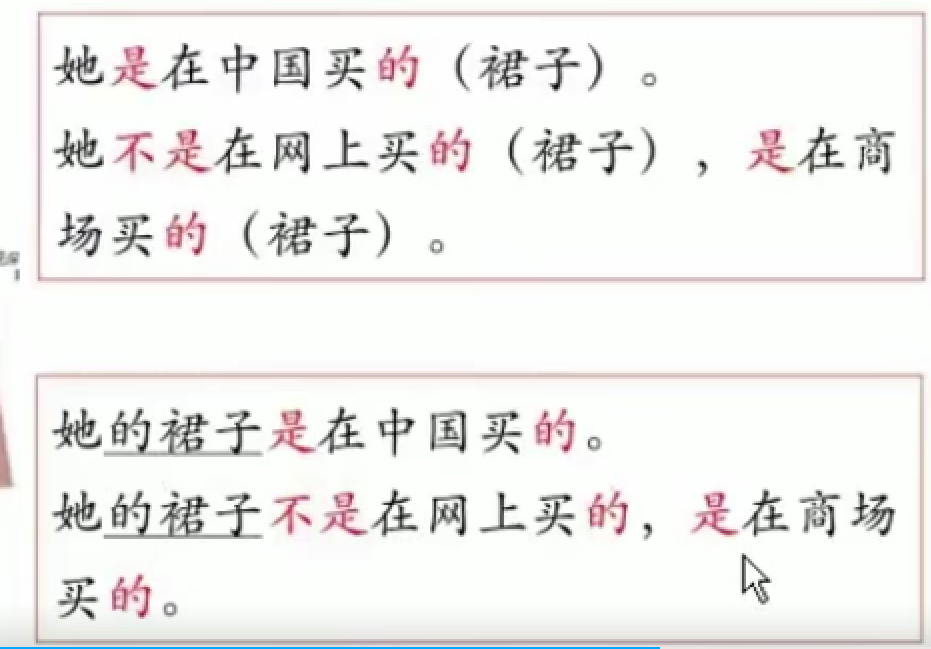 她是在中国买的（裙子）。
她不是在网上买的（裙子），是在商
场买的（裙子）。
她的裙子是在中国买的。
她的裙子不是在网上买的，是在商场
买的。